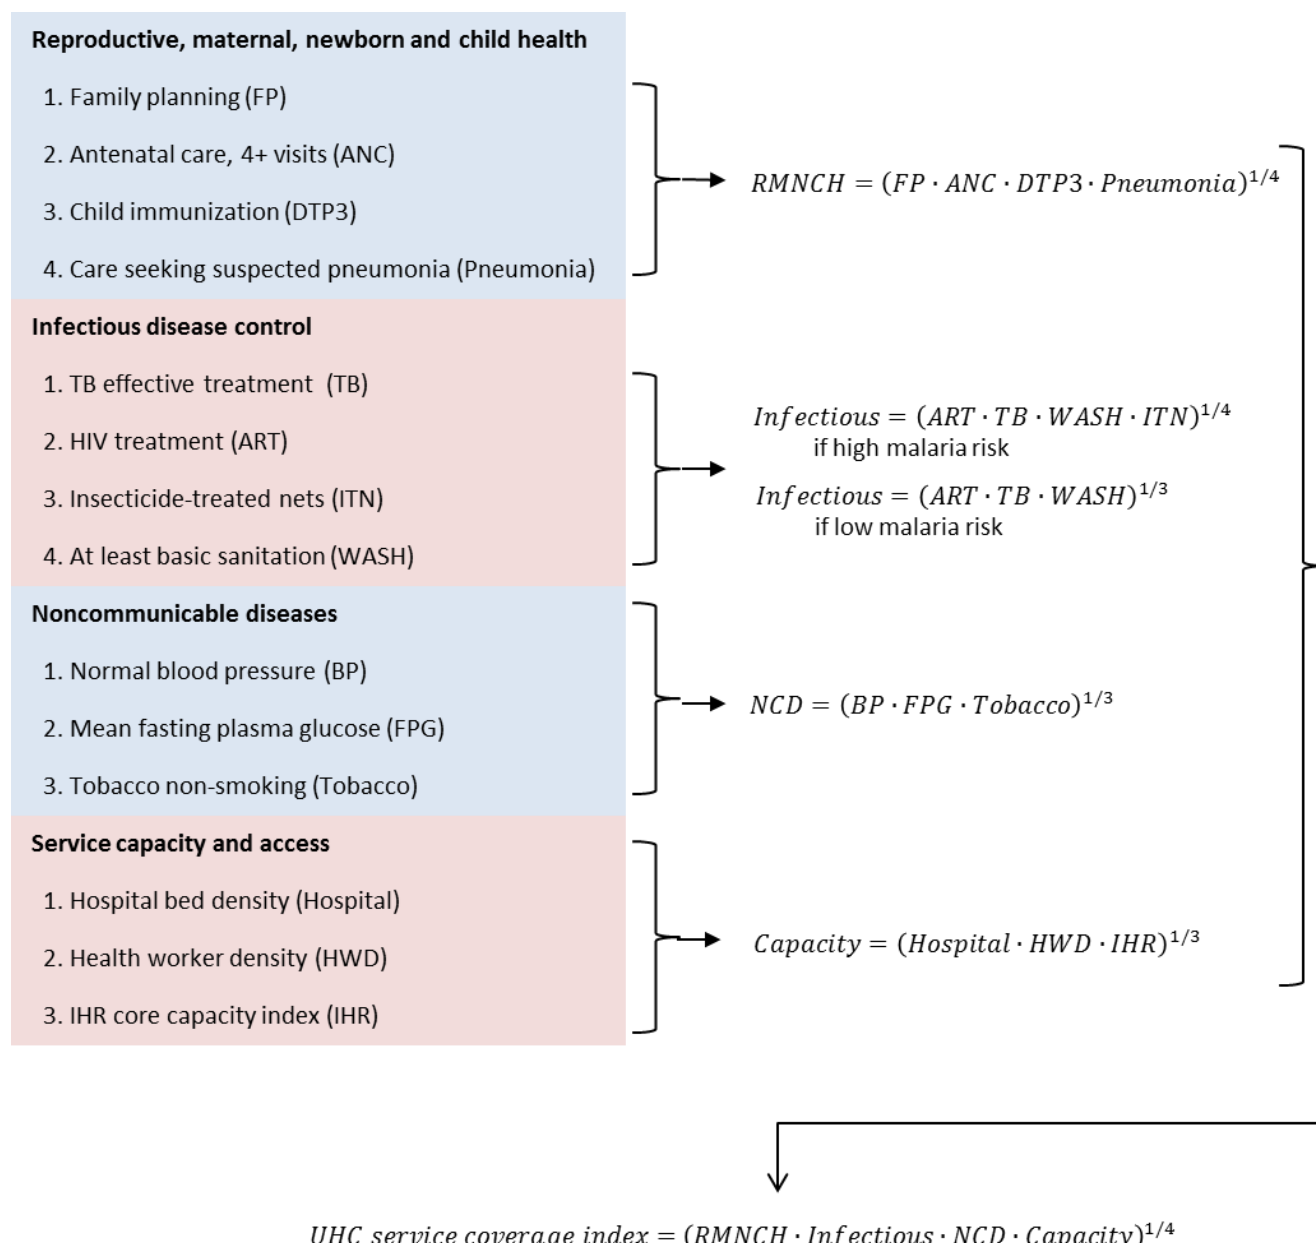 Reproductive, maternal, newborn and child health
1. Family planning (FP)
2. Antenatal care, 4+ visits (ANC)
3. Child immunization (DTP3)
4. Care seeking suspected pneumonia (Pneumonia)
RMNCH = (FP · ANC · DTP3 · Pneumonia)^{1/4}
Infectious disease control
1. TB effective treatment (TB)
2. HIV treatment (ART)
3. Insecticide-treated nets (ITN)
4. At least basic sanitation (WASH)
Infectious = (ART · TB · WASH · ITN)^{1/4}
if high malaria risk
Infectious = (ART · TB · WASH)^{1/3}
if low malaria risk
Noncommunicable diseases
1. Normal blood pressure (BP)
2. Mean fasting plasma glucose (FPG)
3. Tobacco non-smoking (Tobacco)
NCD = (BP · FPG · Tobacco)^{1/3}
Service capacity and access
1. Hospital bed density (Hospital)
2. Health worker density (HWD)
3. IHR core capacity index (IHR)
Capacity = (Hospital · HWD · IHR)^{1/3}
UHC service coverage index = (RMNCH · Infectious · NCD · Capacity)^{1/4}